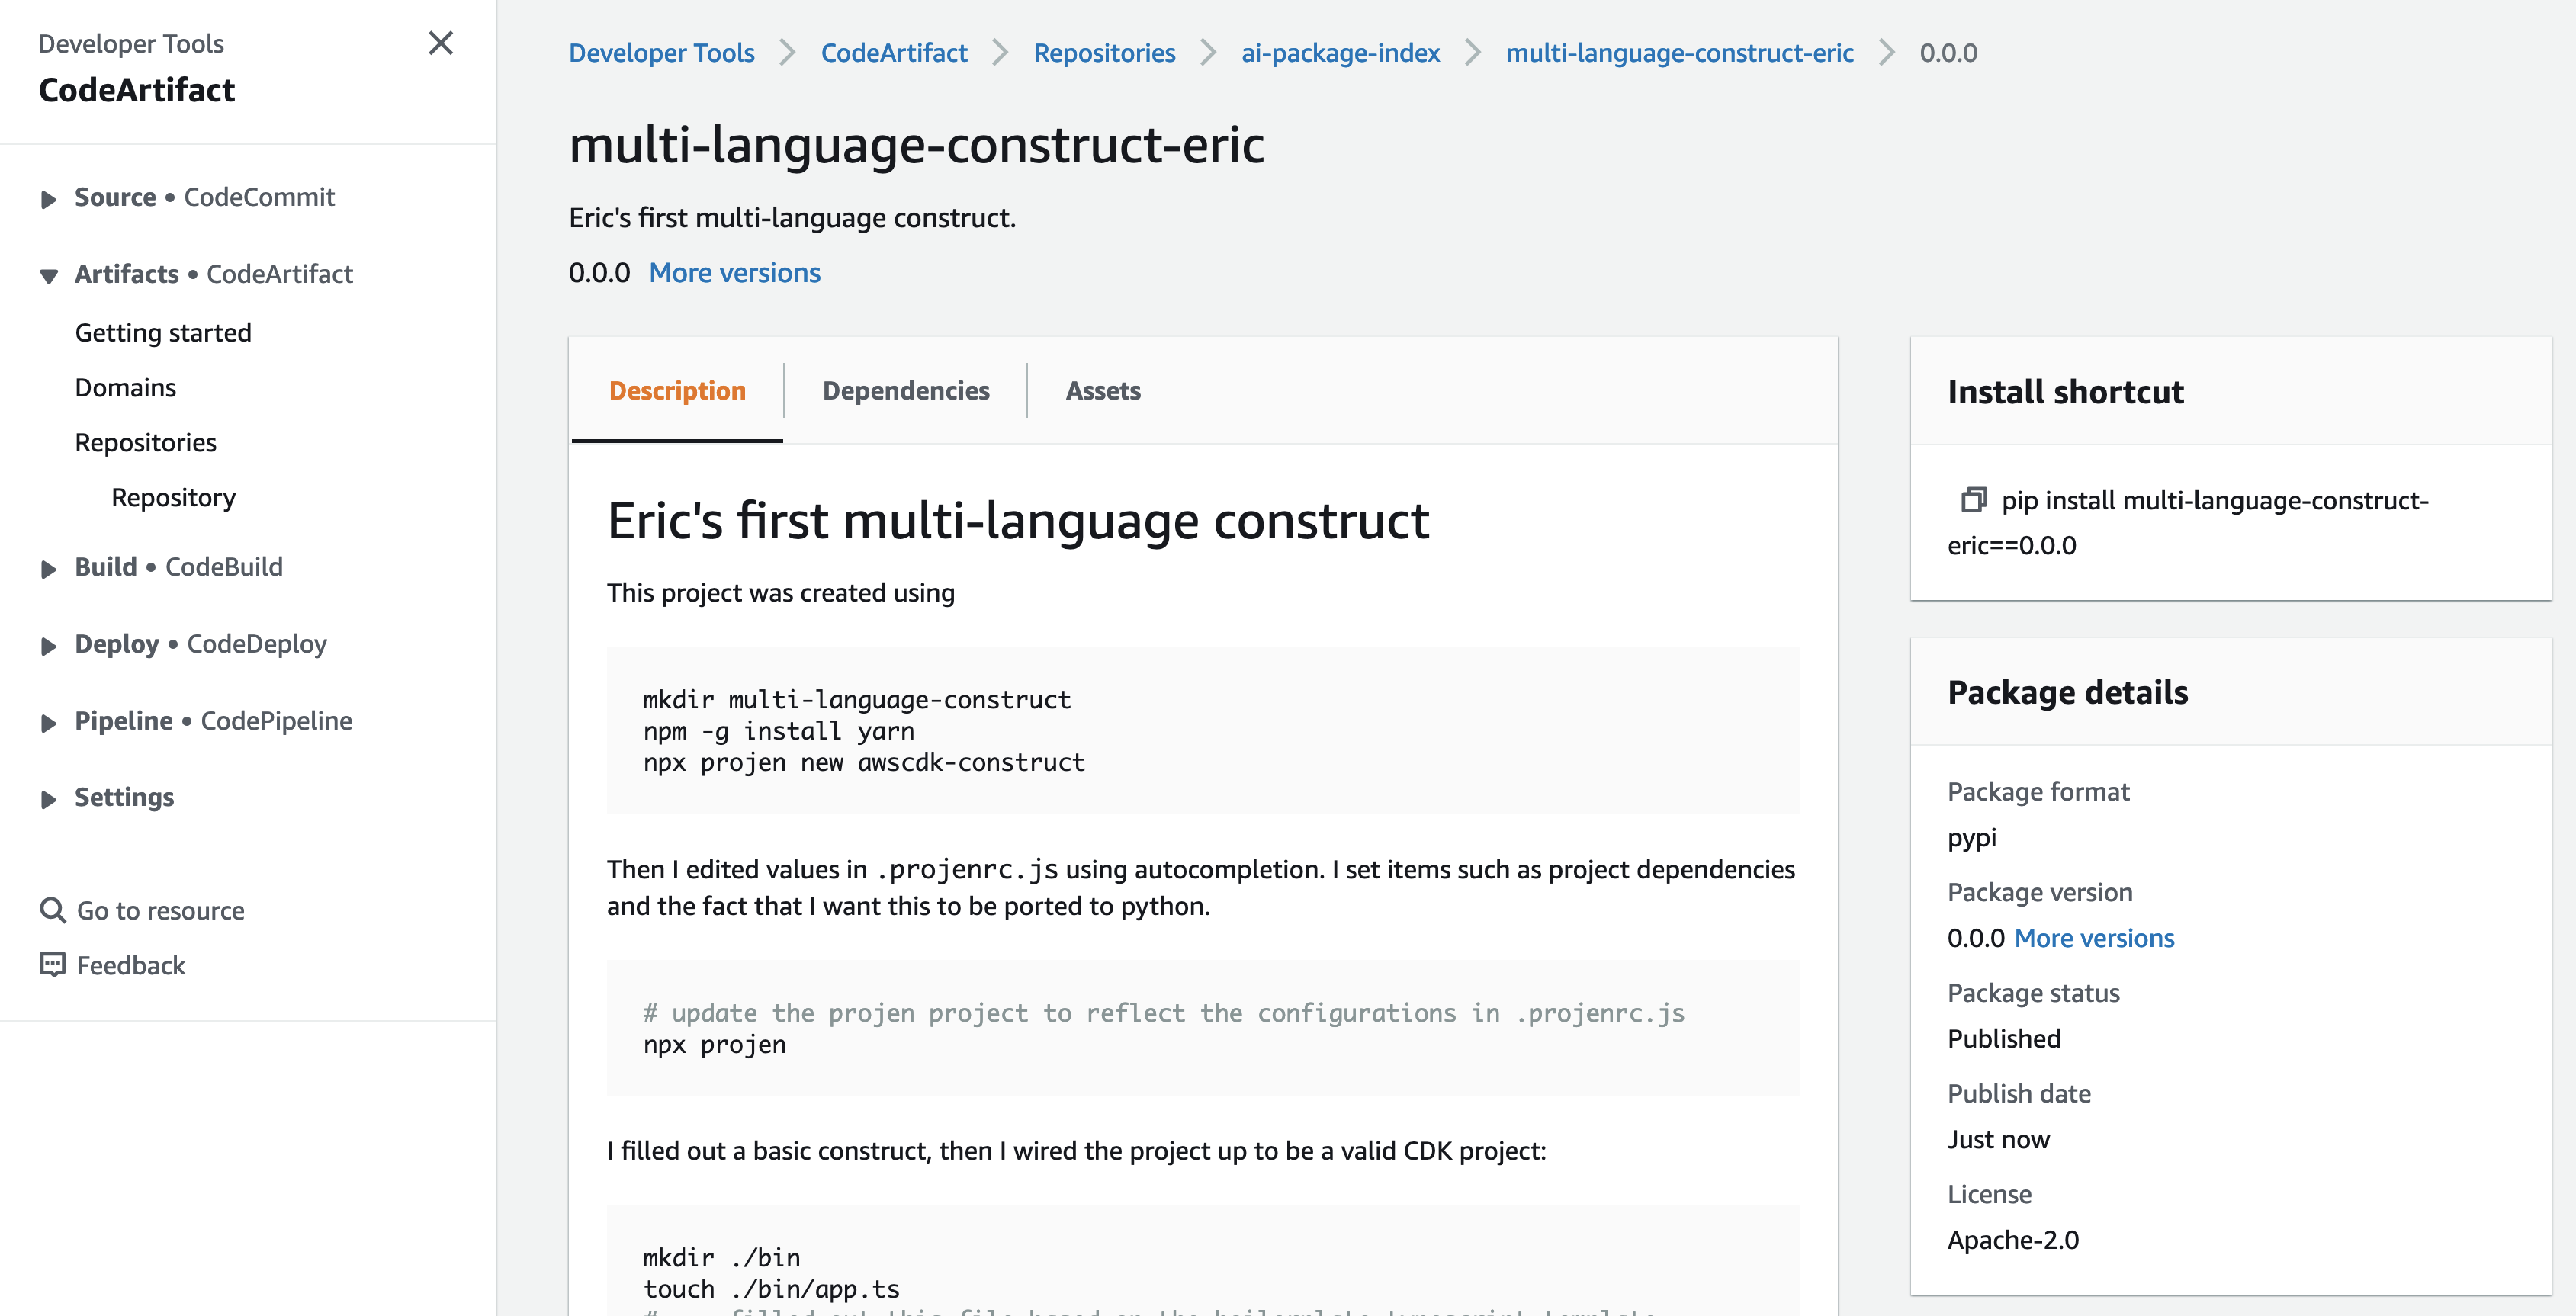 Developer Tools
CodeArtifact
Source • CodeCommit
Artifacts • CodeArtifact
Getting started
Domains
Repositories
Repository
Build • CodeBuild
Deploy • CodeDeploy
Pipeline • CodePipeline
Settings
Go to resource
Feedback
Developer Tools > CodeArtifact > Repositories > ai-package-index > multi-language-construct-eric > 0.0.0
multi-language-construct-eric
Eric's first multi-language construct.
0.0.0 More versions
Description Dependencies Assets
Eric's first multi-language construct
This project was created using
mkdir multi-language-construct
npm -g install yarn
npx projen new awscdk-construct
Then I edited values in .projenrc.js using autocompletion. I set items such as project dependencies
and the fact that I want this to be ported to python.
# update the projen project to reflect the configurations in .projenrc.js
npx projen
I filled out a basic construct, then I wired the project up to be a valid CDK project:
mkdir ./bin
touch ./bin/app.ts
Install shortcut
pip install multi-language-construct-
eric==0.0.0
Package details
Package format
pypi
Package version
0.0.0 More versions
Package status
Published
Publish date
Just now
License
Apache-2.0